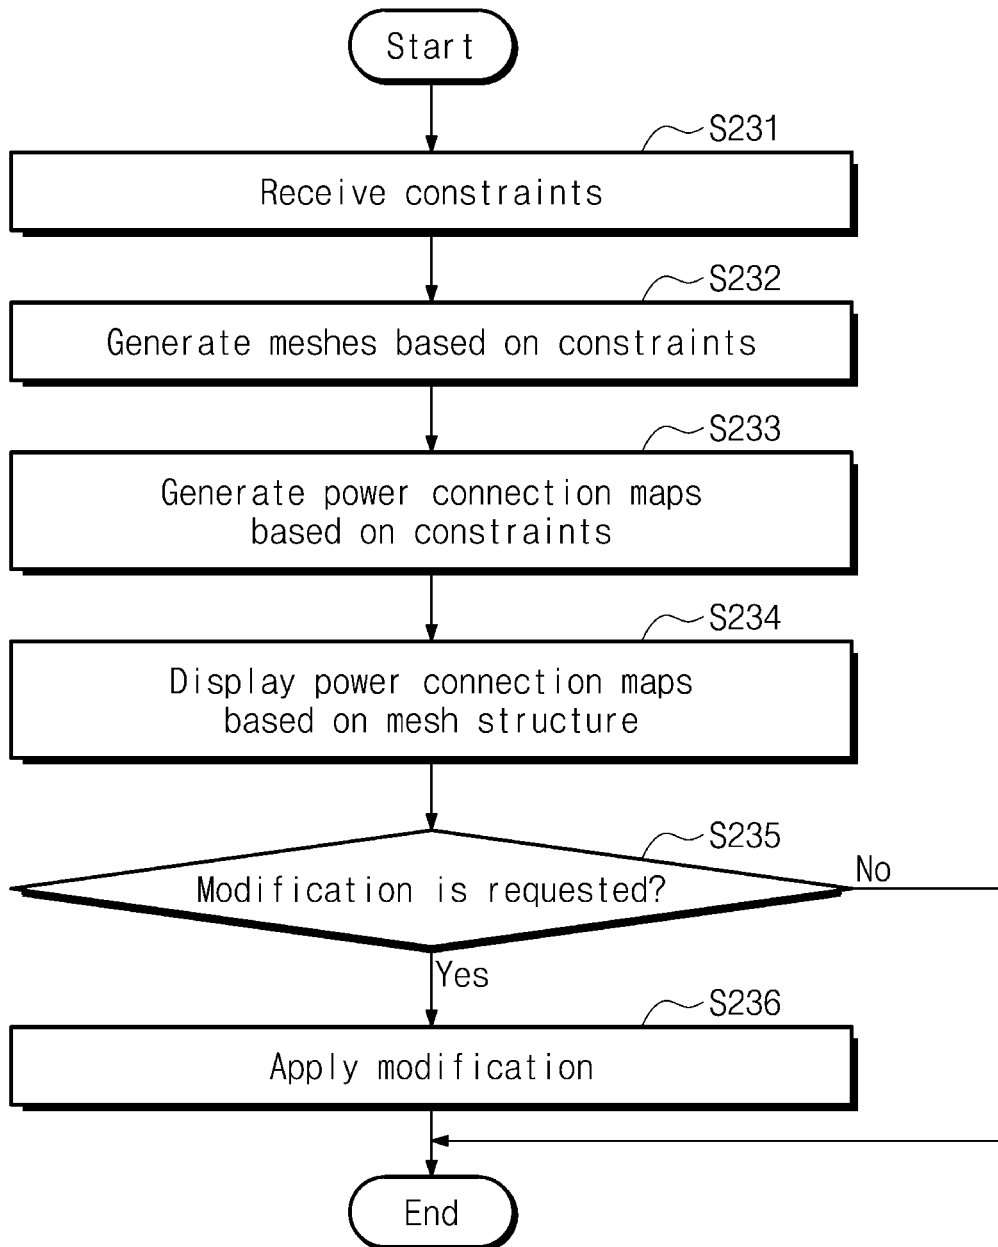 Start
S231
Receive constraints
S232
Generate meshes based on constraints
S233
Generate power connection maps
based on constraints
S234
Display power connection maps
based on mesh structure
S235
No
Modification is requested?
Yes
S236
Apply modification
End